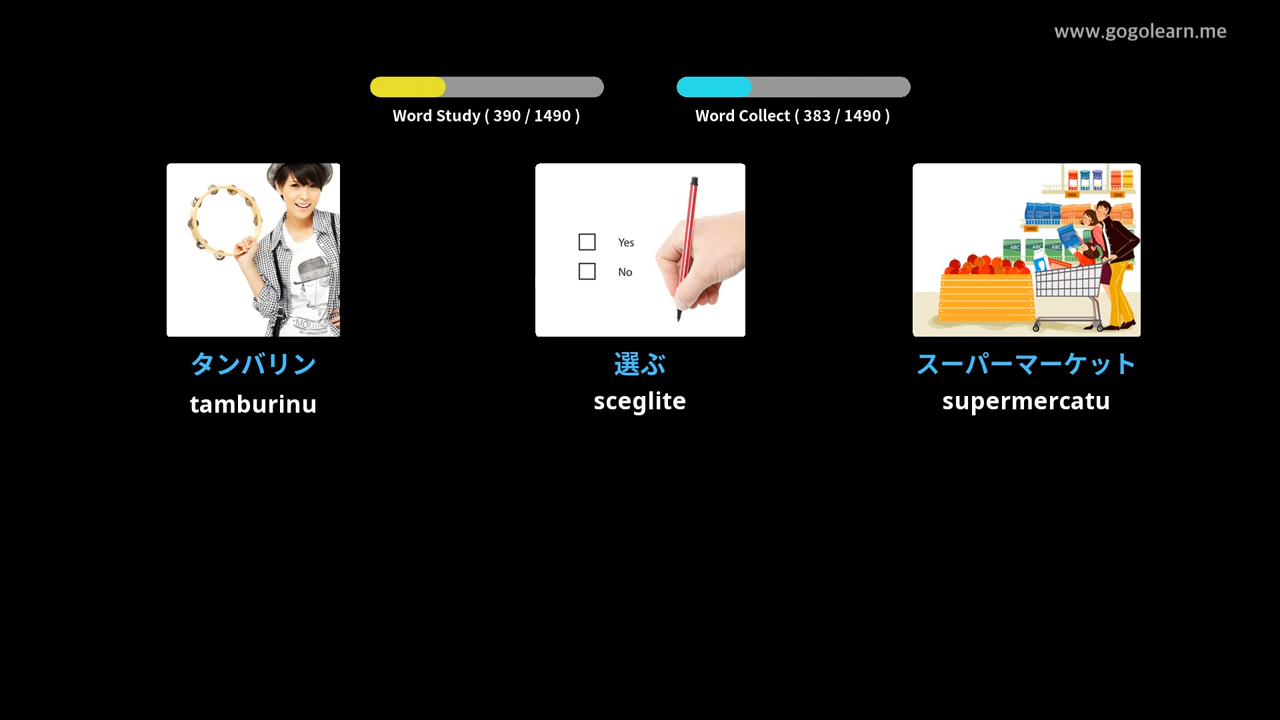 www.gogolearn.me
Word Study ( 390 / 1490 )
Word Collect ( 383 / 1490 )
Yes
No
タンバリン
tamburinu
選ぶ
sceglite
スーパーマーケット
supermercatu